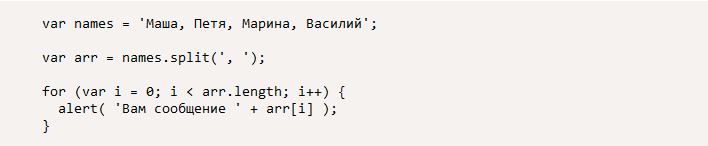 var names = 'Маша, Петя, Марина, Василий';
var arr = names.split(', ');
for (var i = 0; i < arr.length; i++) {
  alert( 'Вам сообщение ' + arr[i] );
}